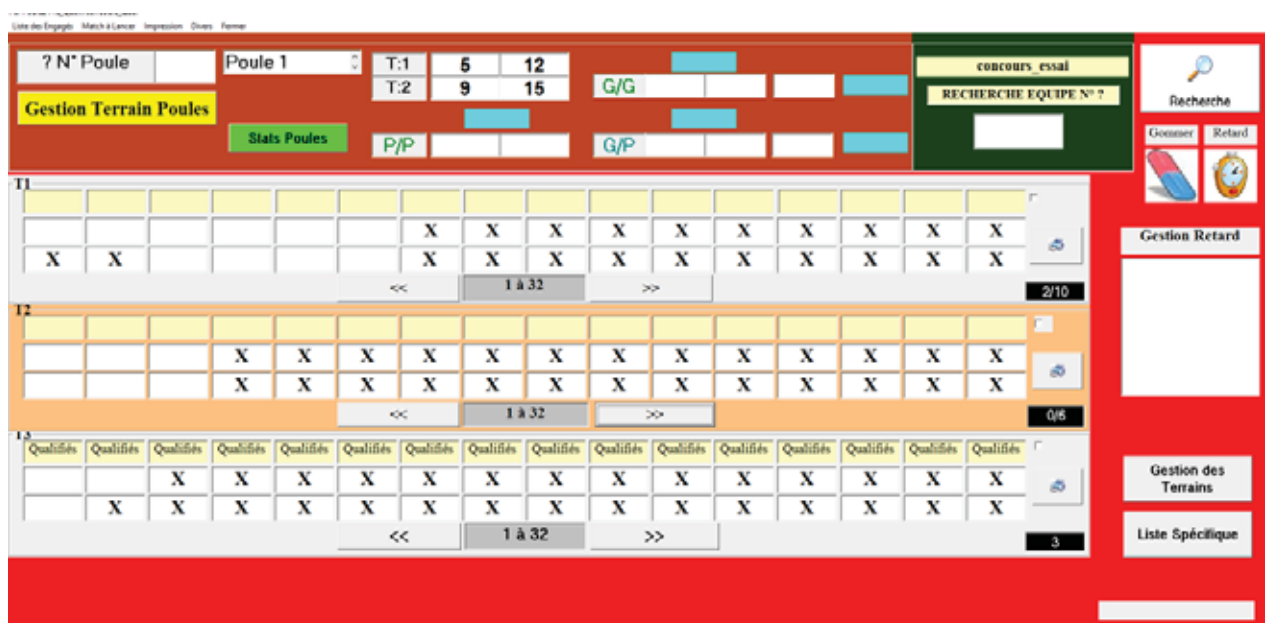 Liste des Engagés Match à Lancer Impression Divers Fermer
? N° Poule Poule 1 T:1 5 12
T:2 9 15 G/G
Gestion Terrain Poules
Stats Poules
P/P G/P
concours_essai
RECHERCHE EQUIPE N° ?
Recherche
Gommer Retard
T1
X X X X X X X X X X
X X X X X X X X X X X X
<< 1 à 32 >>
2/10
Gestion Retard
T2
X X X X X X X X X X X X X
X X X X X X X X X X X X X
<< 1 à 32 >>
0/6
T3
Qualifiés Qualifiés Qualifiés Qualifiés Qualifiés Qualifiés Qualifiés Qualifiés Qualifiés Qualifiés Qualifiés Qualifiés Qualifiés Qualifiés Qualifiés Qualifiés
X X X X X X X X X X X X X X
X X X X X X X X X X X X X X X
<< 1 à 32 >>
3
Gestion des
Terrains
Liste Spécifique